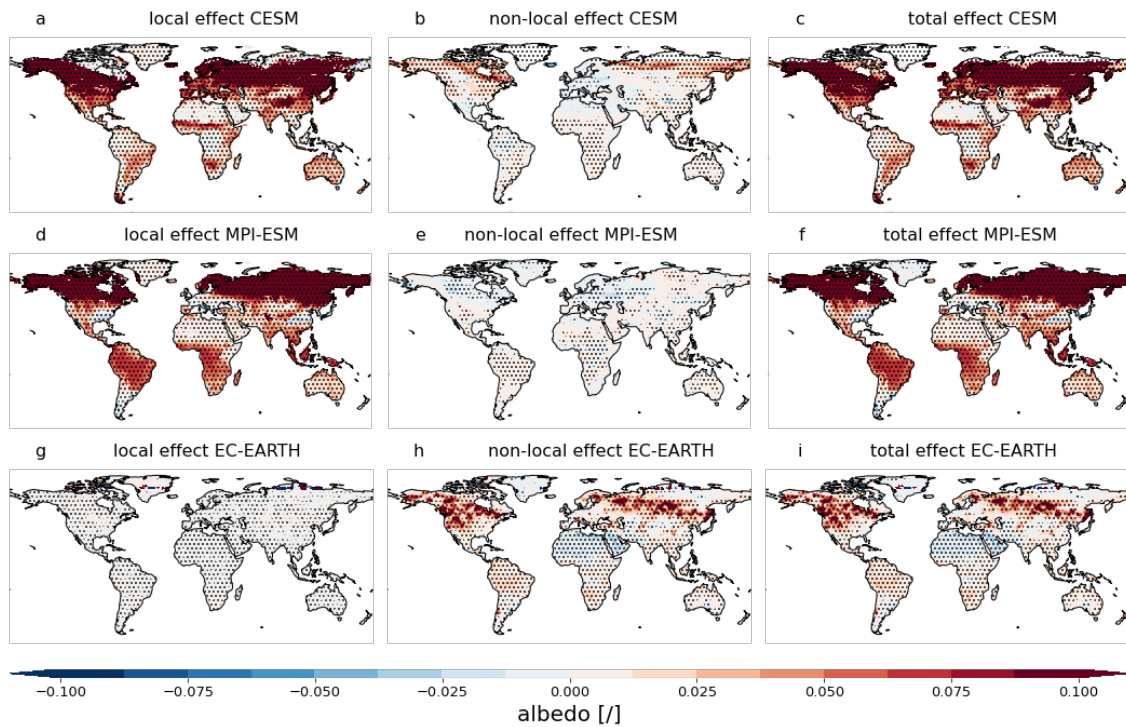 a local effect CESM b non-local effect CESM c total effect CESM
d local effect MPI-ESM e non-local effect MPI-ESM f total effect MPI-ESM
g local effect EC-EARTH h non-local effect EC-EARTH i total effect EC-EARTH
−0.100 −0.075 −0.050 −0.025 0.000 0.025 0.050 0.075 0.100
albedo [/]